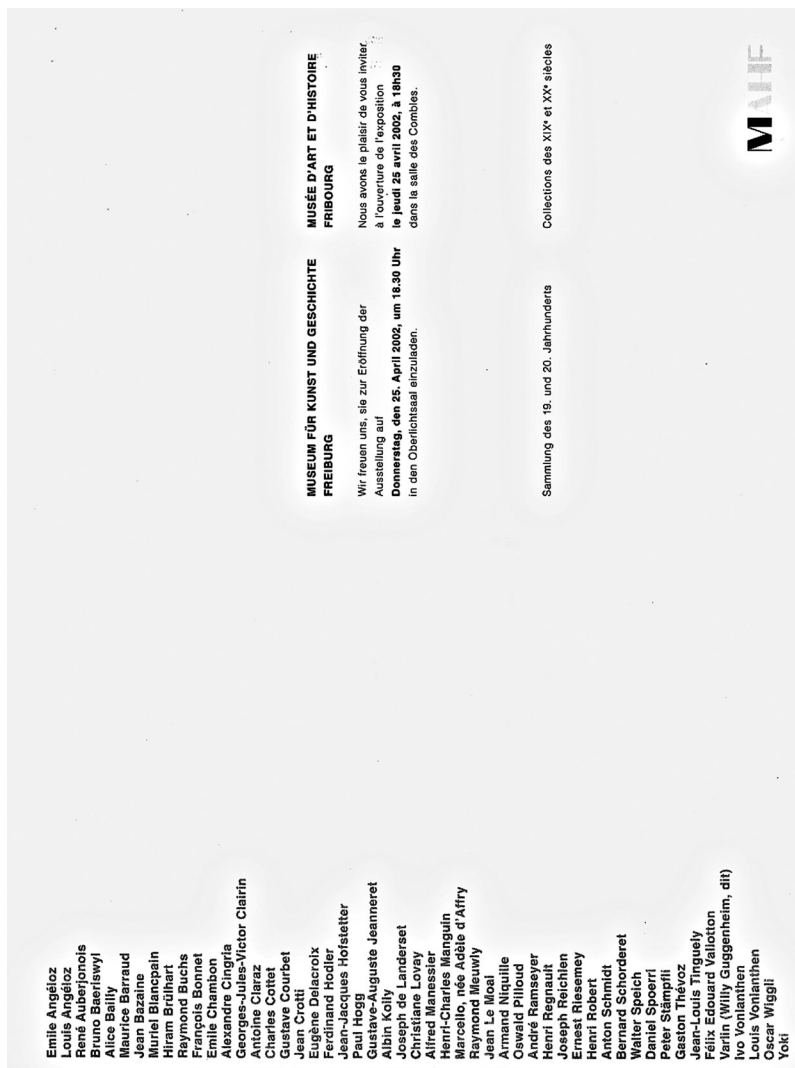 Emile Angéloz
Louis Angéloz
René Auberjonois
Bruno Baeriswyl
Alice Bailly
Maurice Barraud
Jean Bazaine
Muriel Blancpain
Hiram Brülhart
Raymond Buchs
François Bonnet
Emile Chambon
Alexandre Cingria
Georges-Jules-Victor Clairin
Antoine Claraz
Charles Cottet
Gustave Courbet
Jean Crotti
Eugène Delacroix
Ferdinand Hodler
Jean-Jacques Hofstetter
Paul Hogg
Gustave-Auguste Jeanneret
Albin Kolly
Joseph de Landerset
Christiane Lovay
Alfred Manessier
Henri-Charles Manguin
Marcello, née Adèle d'Affry
Raymond Meuwly
Jean Le Moal
Armand Niquille
Oswald Pilloud
André Ramseyer
Henri Regnault
Joseph Reichlen
Ernest Riesemey
Henri Robert
Anton Schmidt
Bernard Schorderet
Walter Speich
Daniel Spoerri
Peter Stämpfli
Gaston Thévoz
Jean-Louis Tinguely
Félix Edouard Vallotton
Varlin (Willy Guggenheim, dit)
Ivo Vonlanthen
Louis Vonlanthen
Oscar Wiggli
Yoki
MUSEUM FÜR KUNST UND GESCHICHTE
FREIBURG
Wir freuen uns, sie zur Eröffnung der
Ausstellung auf
Donnerstag, den 25. April 2002, um 18.30 Uhr
in den Oberlichtsaal einzuladen.
Sammlung des 19. und 20. Jahrhunderts
MUSÉE D'ART ET D'HISTOIRE
FRIBOURG
Nous avons le plaisir de vous inviter
à l'ouverture de l'exposition
le jeudi 25 avril 2002, à 18h30
dans la salle des Combles.
Collections des XIXᵉ et XXᵉ siècles
MAHF